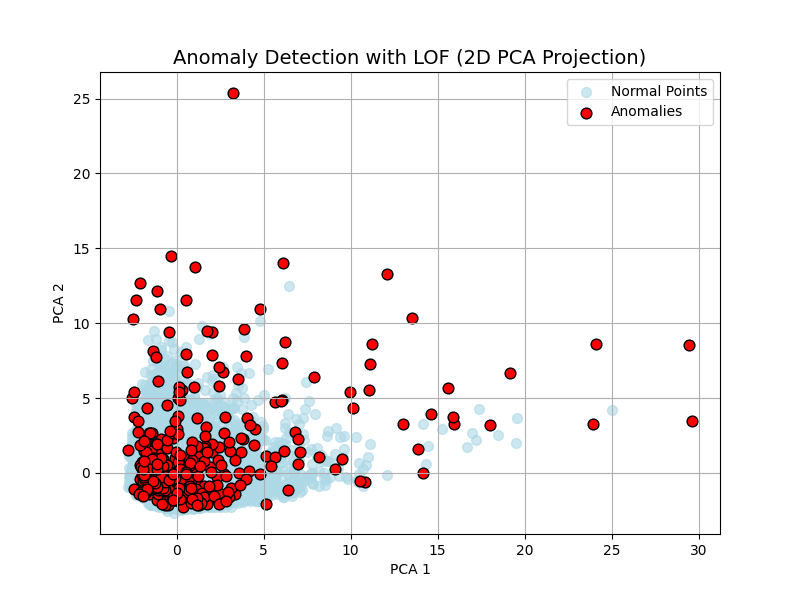 Anomaly Detection with LOF (2D PCA Projection)
Normal Points
Anomalies
25
20
15
10
5
0
PCA 2
0 5 10 15 20 25 30
PCA 1